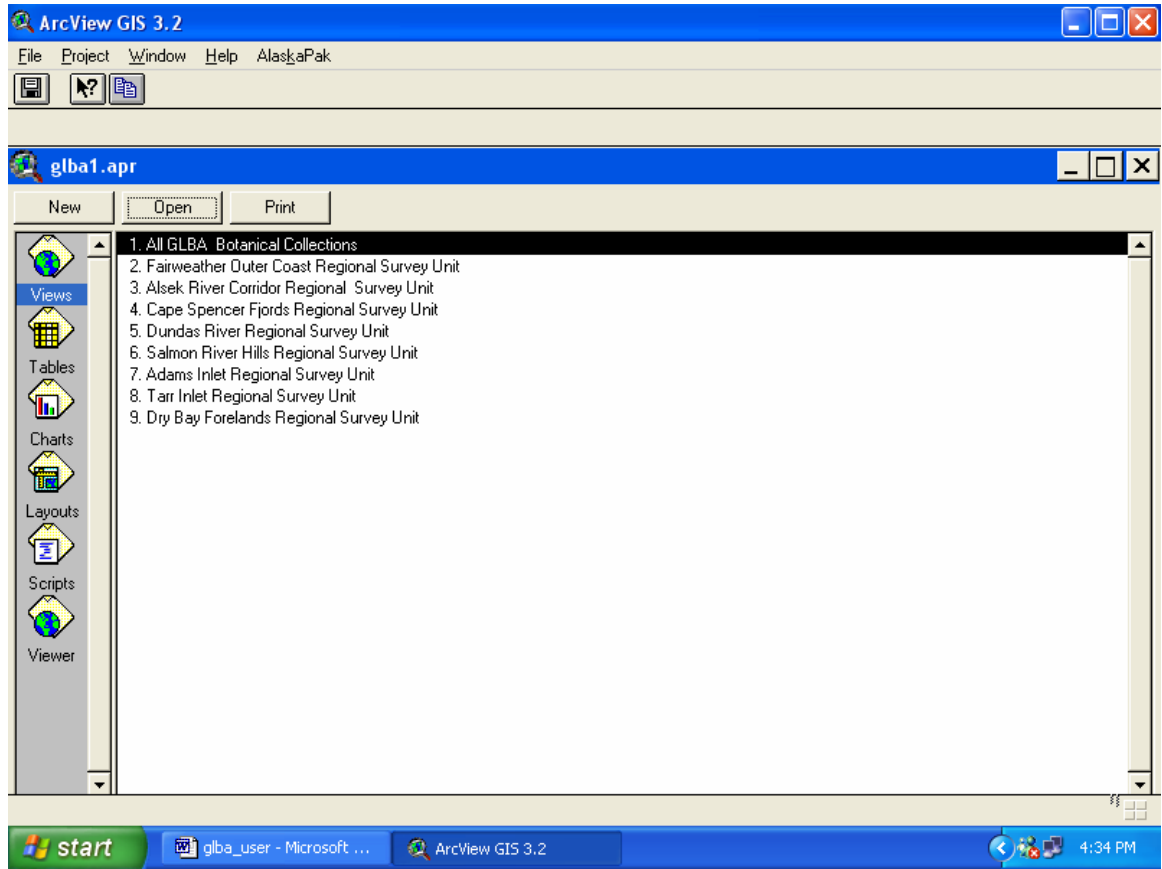 ArcView GIS 3.2
File Project Window Help AlaskaPak
glba1.apr
New Open Print
1. All GLBA  Botanical Collections
2. Fairweather Outer Coast Regional Survey Unit
3. Alsek River Corridor Regional  Survey Unit
4. Cape Spencer Fjords Regional Survey Unit
5. Dundas River Regional Survey Unit
6. Salmon River Hills Regional Survey Unit
7. Adams Inlet Regional Survey Unit
8. Tarr Inlet Regional Survey Unit
9. Dry Bay Forelands Regional Survey Unit
Views
Tables
Charts
Layouts
Scripts
Viewer
start glba_user - Microsoft ... ArcView GIS 3.2 4:34 PM